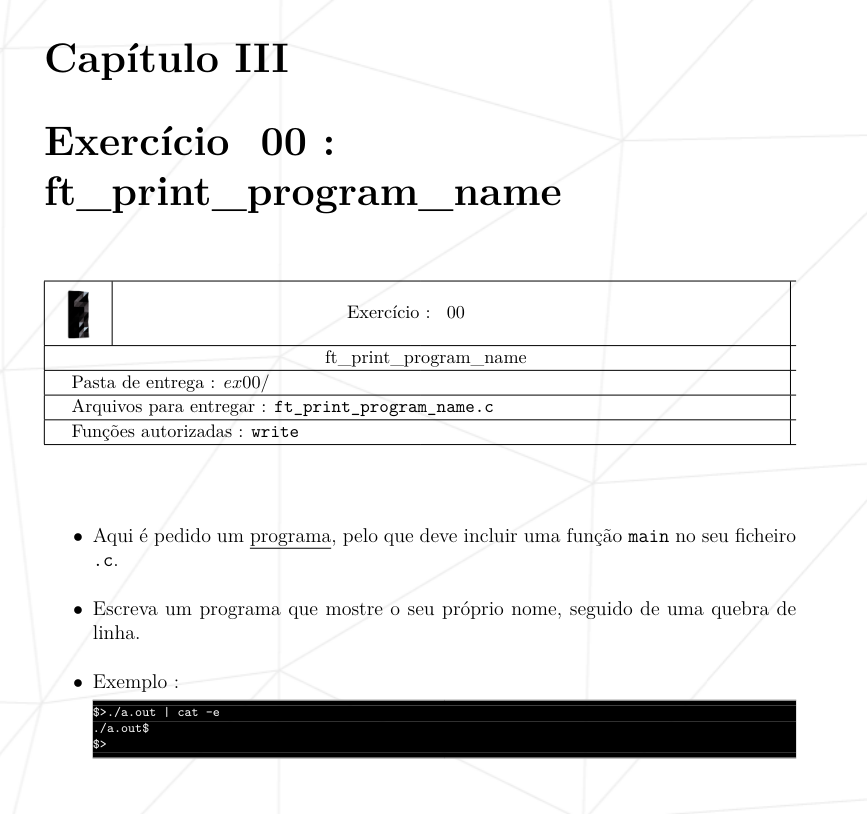 Capítulo III
Exercício 00 :
ft_print_program_name
Exercício : 00
ft_print_program_name
Pasta de entrega : ex00/
Arquivos para entregar : ft_print_program_name.c
Funções autorizadas : write
• Aqui é pedido um programa, pelo que deve incluir uma função main no seu ficheiro
.c.
• Escreva um programa que mostre o seu próprio nome, seguido de uma quebra de
linha.
• Exemplo :
$>./a.out | cat -e
./a.out$
$>